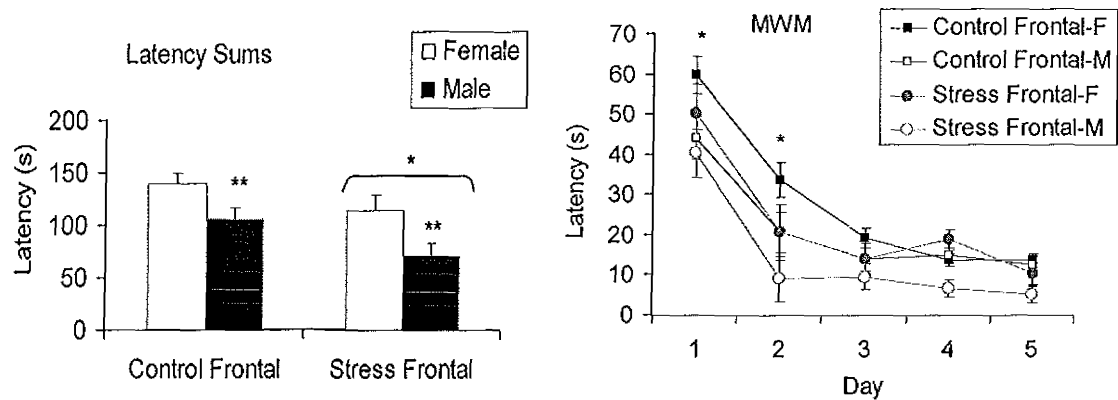 Latency Sums
Female
Male
200
150
100
50
0
Latency (s)
**
*
**
Control Frontal
Stress Frontal
MWM
Control Frontal-F
Control Frontal-M
Stress Frontal-F
Stress Frontal-M
70
60
50
40
30
20
10
0
Latency (s)
*
*
1 2 3 4 5
Day